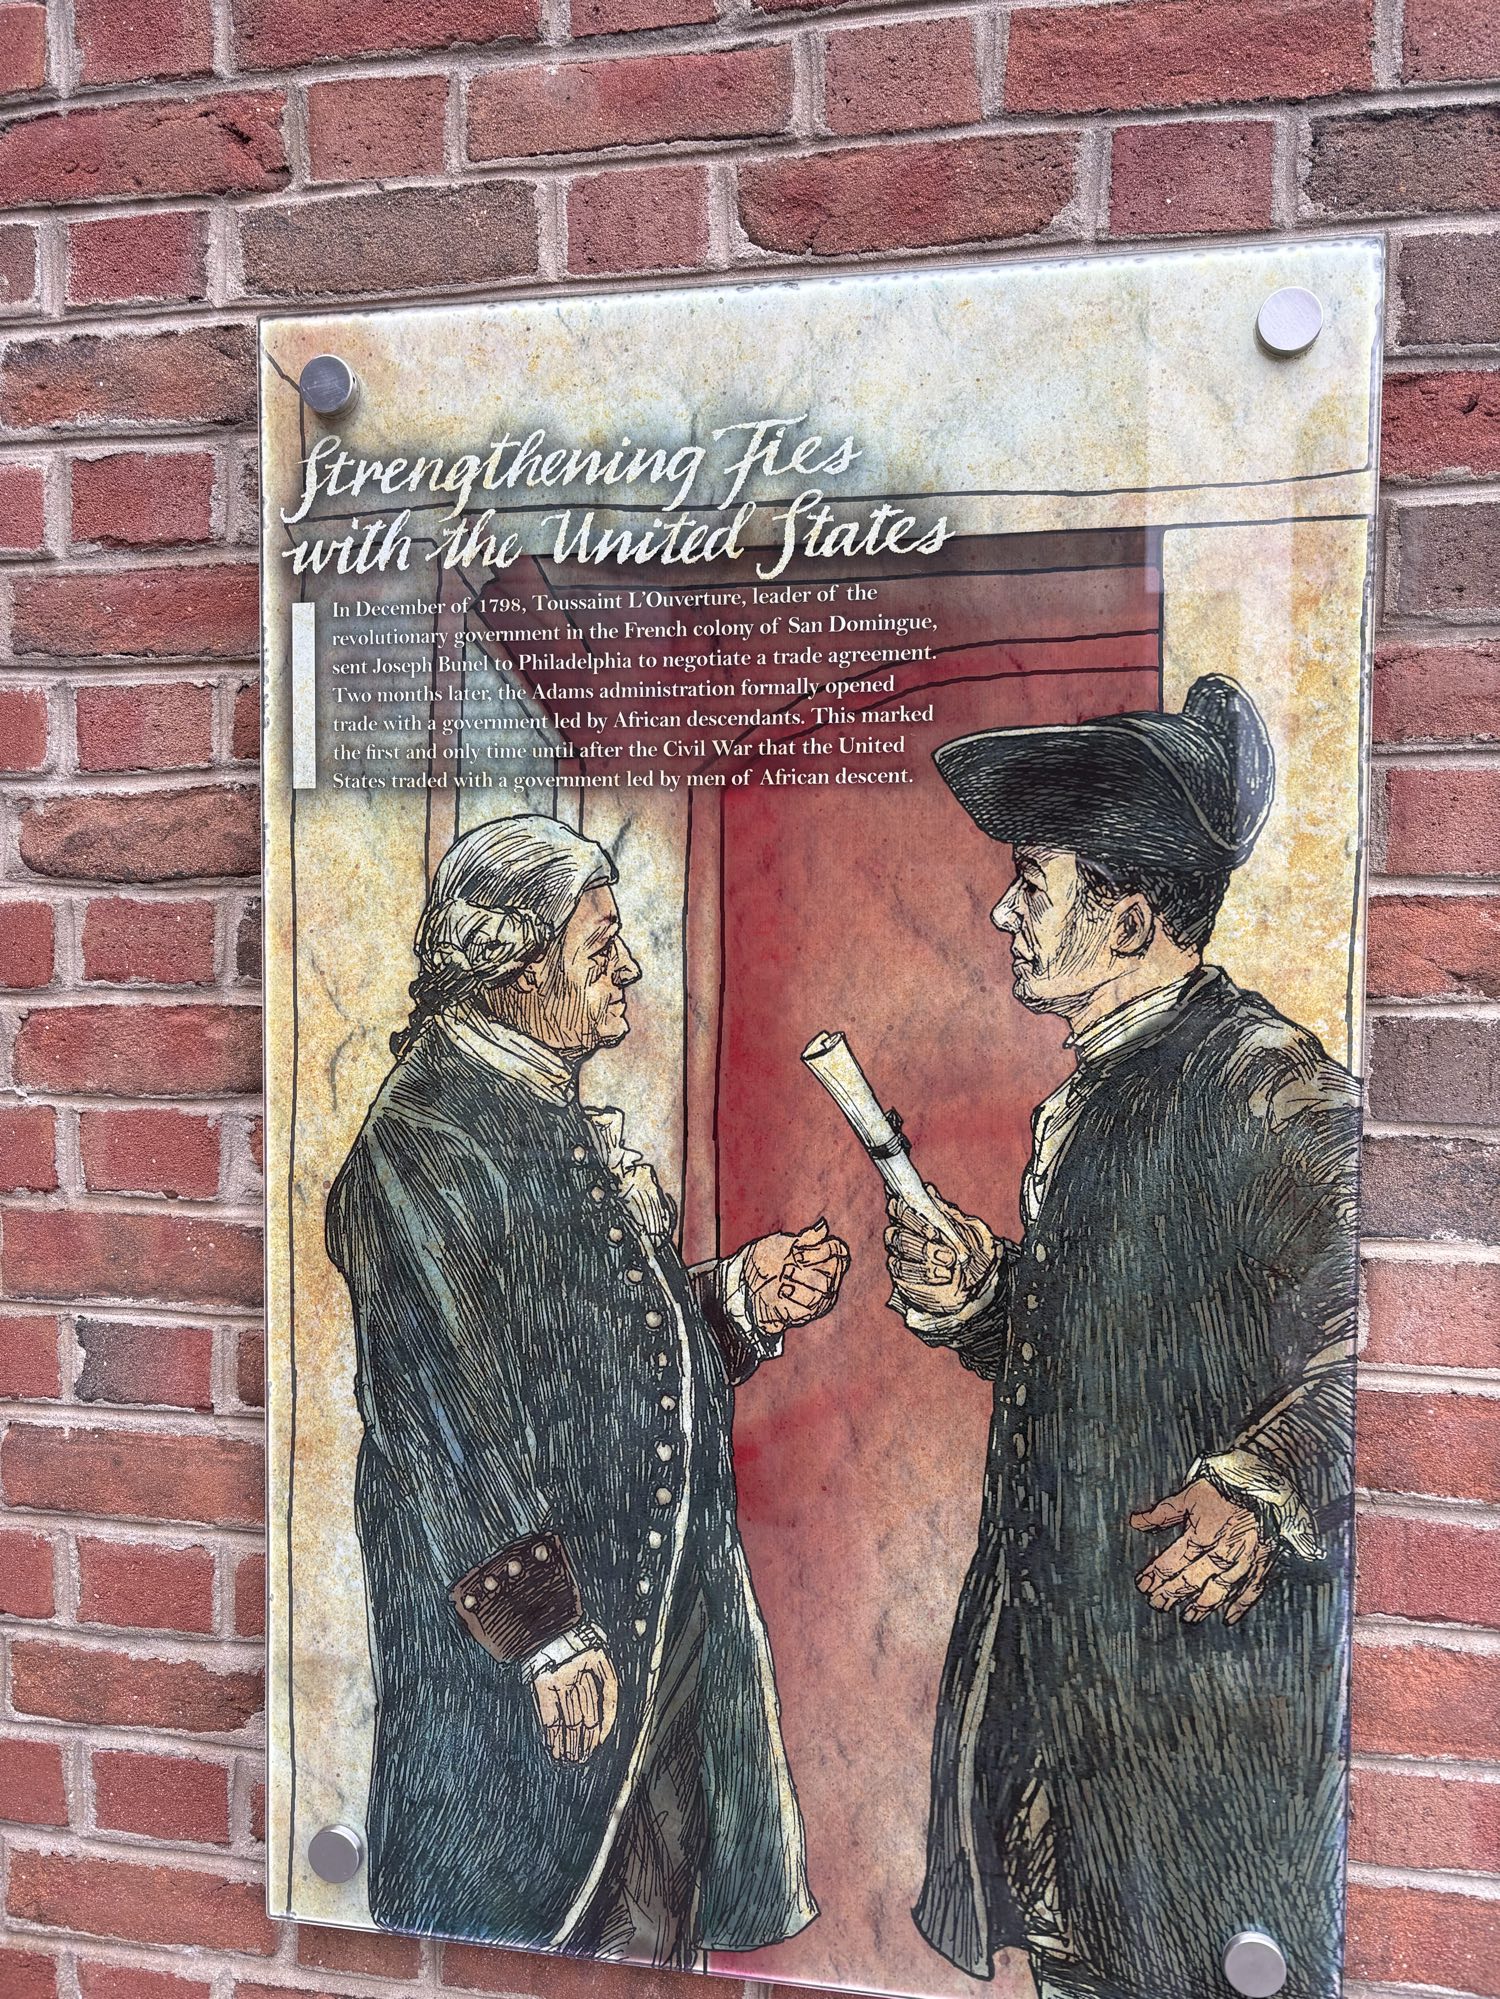 Strengthening Ties
with the United States
In December of 1798, Toussaint L'Ouverture, leader of the
revolutionary government in the French colony of San Domingue,
sent Joseph Bunel to Philadelphia to negotiate a trade agreement.
Two months later, the Adams administration formally opened
trade with a government led by African descendants. This marked
the first and only time until after the Civil War that the United
States traded with a government led by men of African descent.